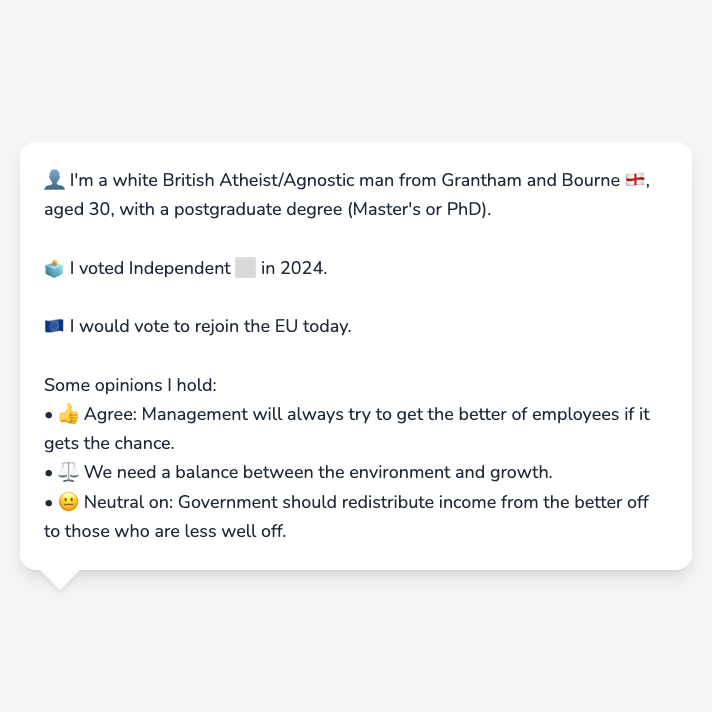 👤 I'm a white British Atheist/Agnostic man from Grantham and Bourne 🏴󠁧󠁢󠁥󠁮󠁧󠁿,
aged 30, with a postgraduate degree (Master's or PhD).
🗳️ I voted Independent ⬜ in 2024.
🇪🇺 I would vote to rejoin the EU today.
Some opinions I hold:
• 👍 Agree: Management will always try to get the better of employees if it
gets the chance.
• ⚖️ We need a balance between the environment and growth.
• 😐 Neutral on: Government should redistribute income from the better off
to those who are less well off.